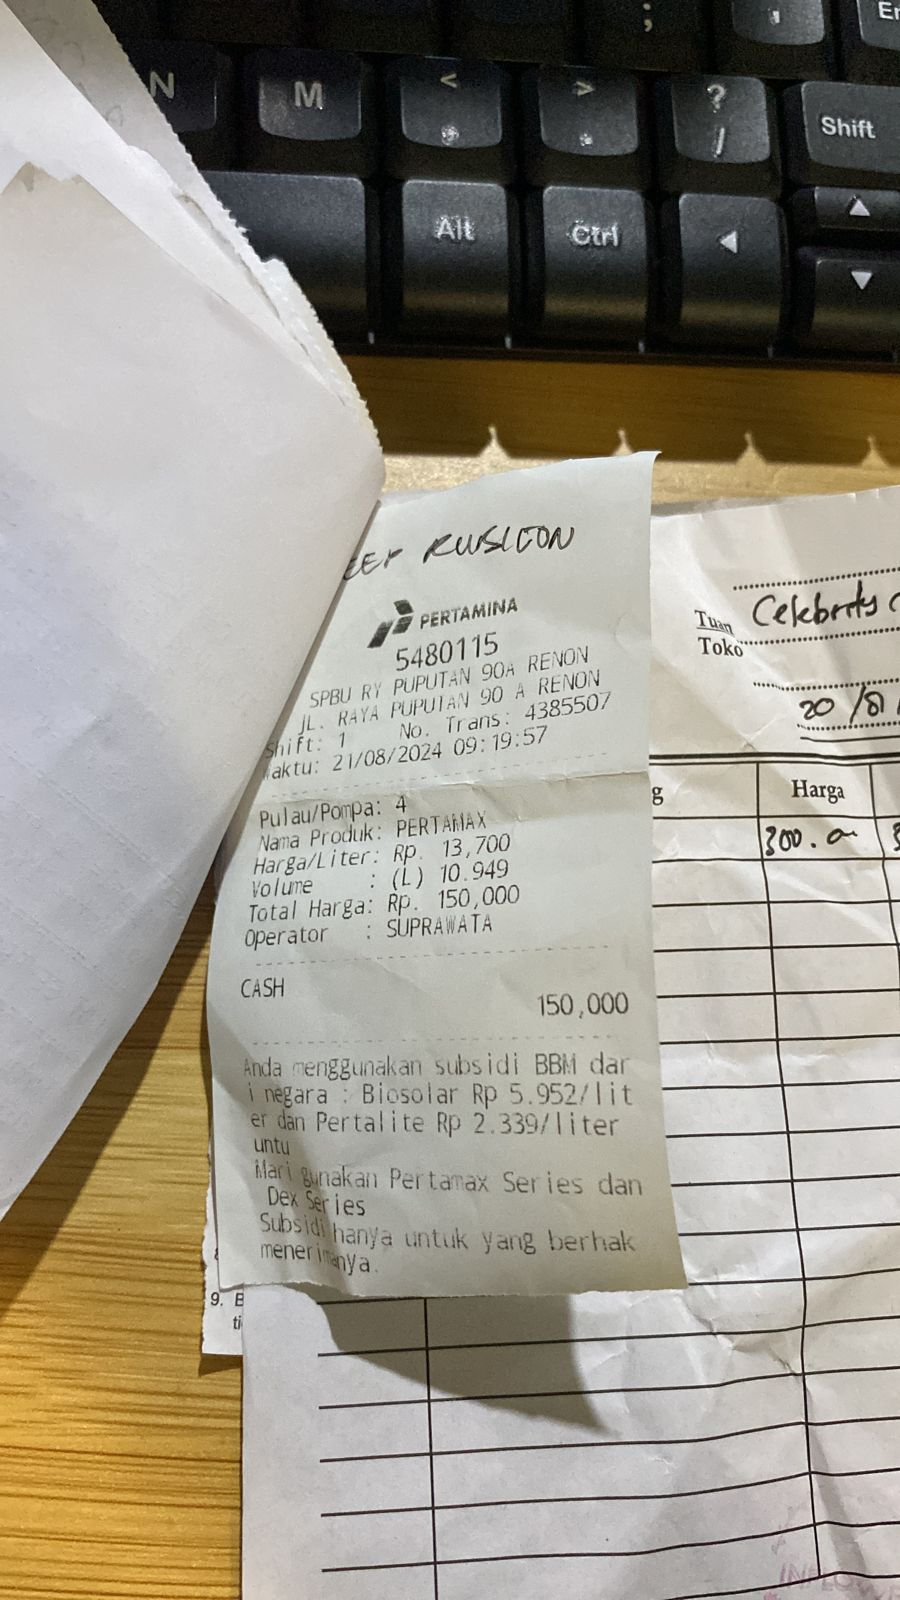 N
M
<
>
?
/
;
Shift
Alt
Ctrl
RUSICON
PERTAMINA
5480115
SPBU RY PUPUTAN 90A RENON
JL. RAYA PUPUTAN 90 A RENON
Shift: 1 No. Trans: 4385507
aktu: 21/08/2024 09:19:57
Pulau/Pompa: 4
Nama Produk: PERTAMAX
Harga/Liter: Rp. 13,700
Volume : (L) 10.949
Total Harga: Rp. 150,000
Operator : SUPRAWATA
CASH
150,000
Anda menggunakan subsidi BBM dar
i negara : Biosolar Rp 5.952/lit
er dan Pertalite Rp 2.339/liter
untu
Mari gunakan Pertamax Series dan
Dex Series
Subsidi hanya untuk yang berhak
menerimanya.
Tuan
Toko
Celebrity
20 /8
g
Harga
300.
9.